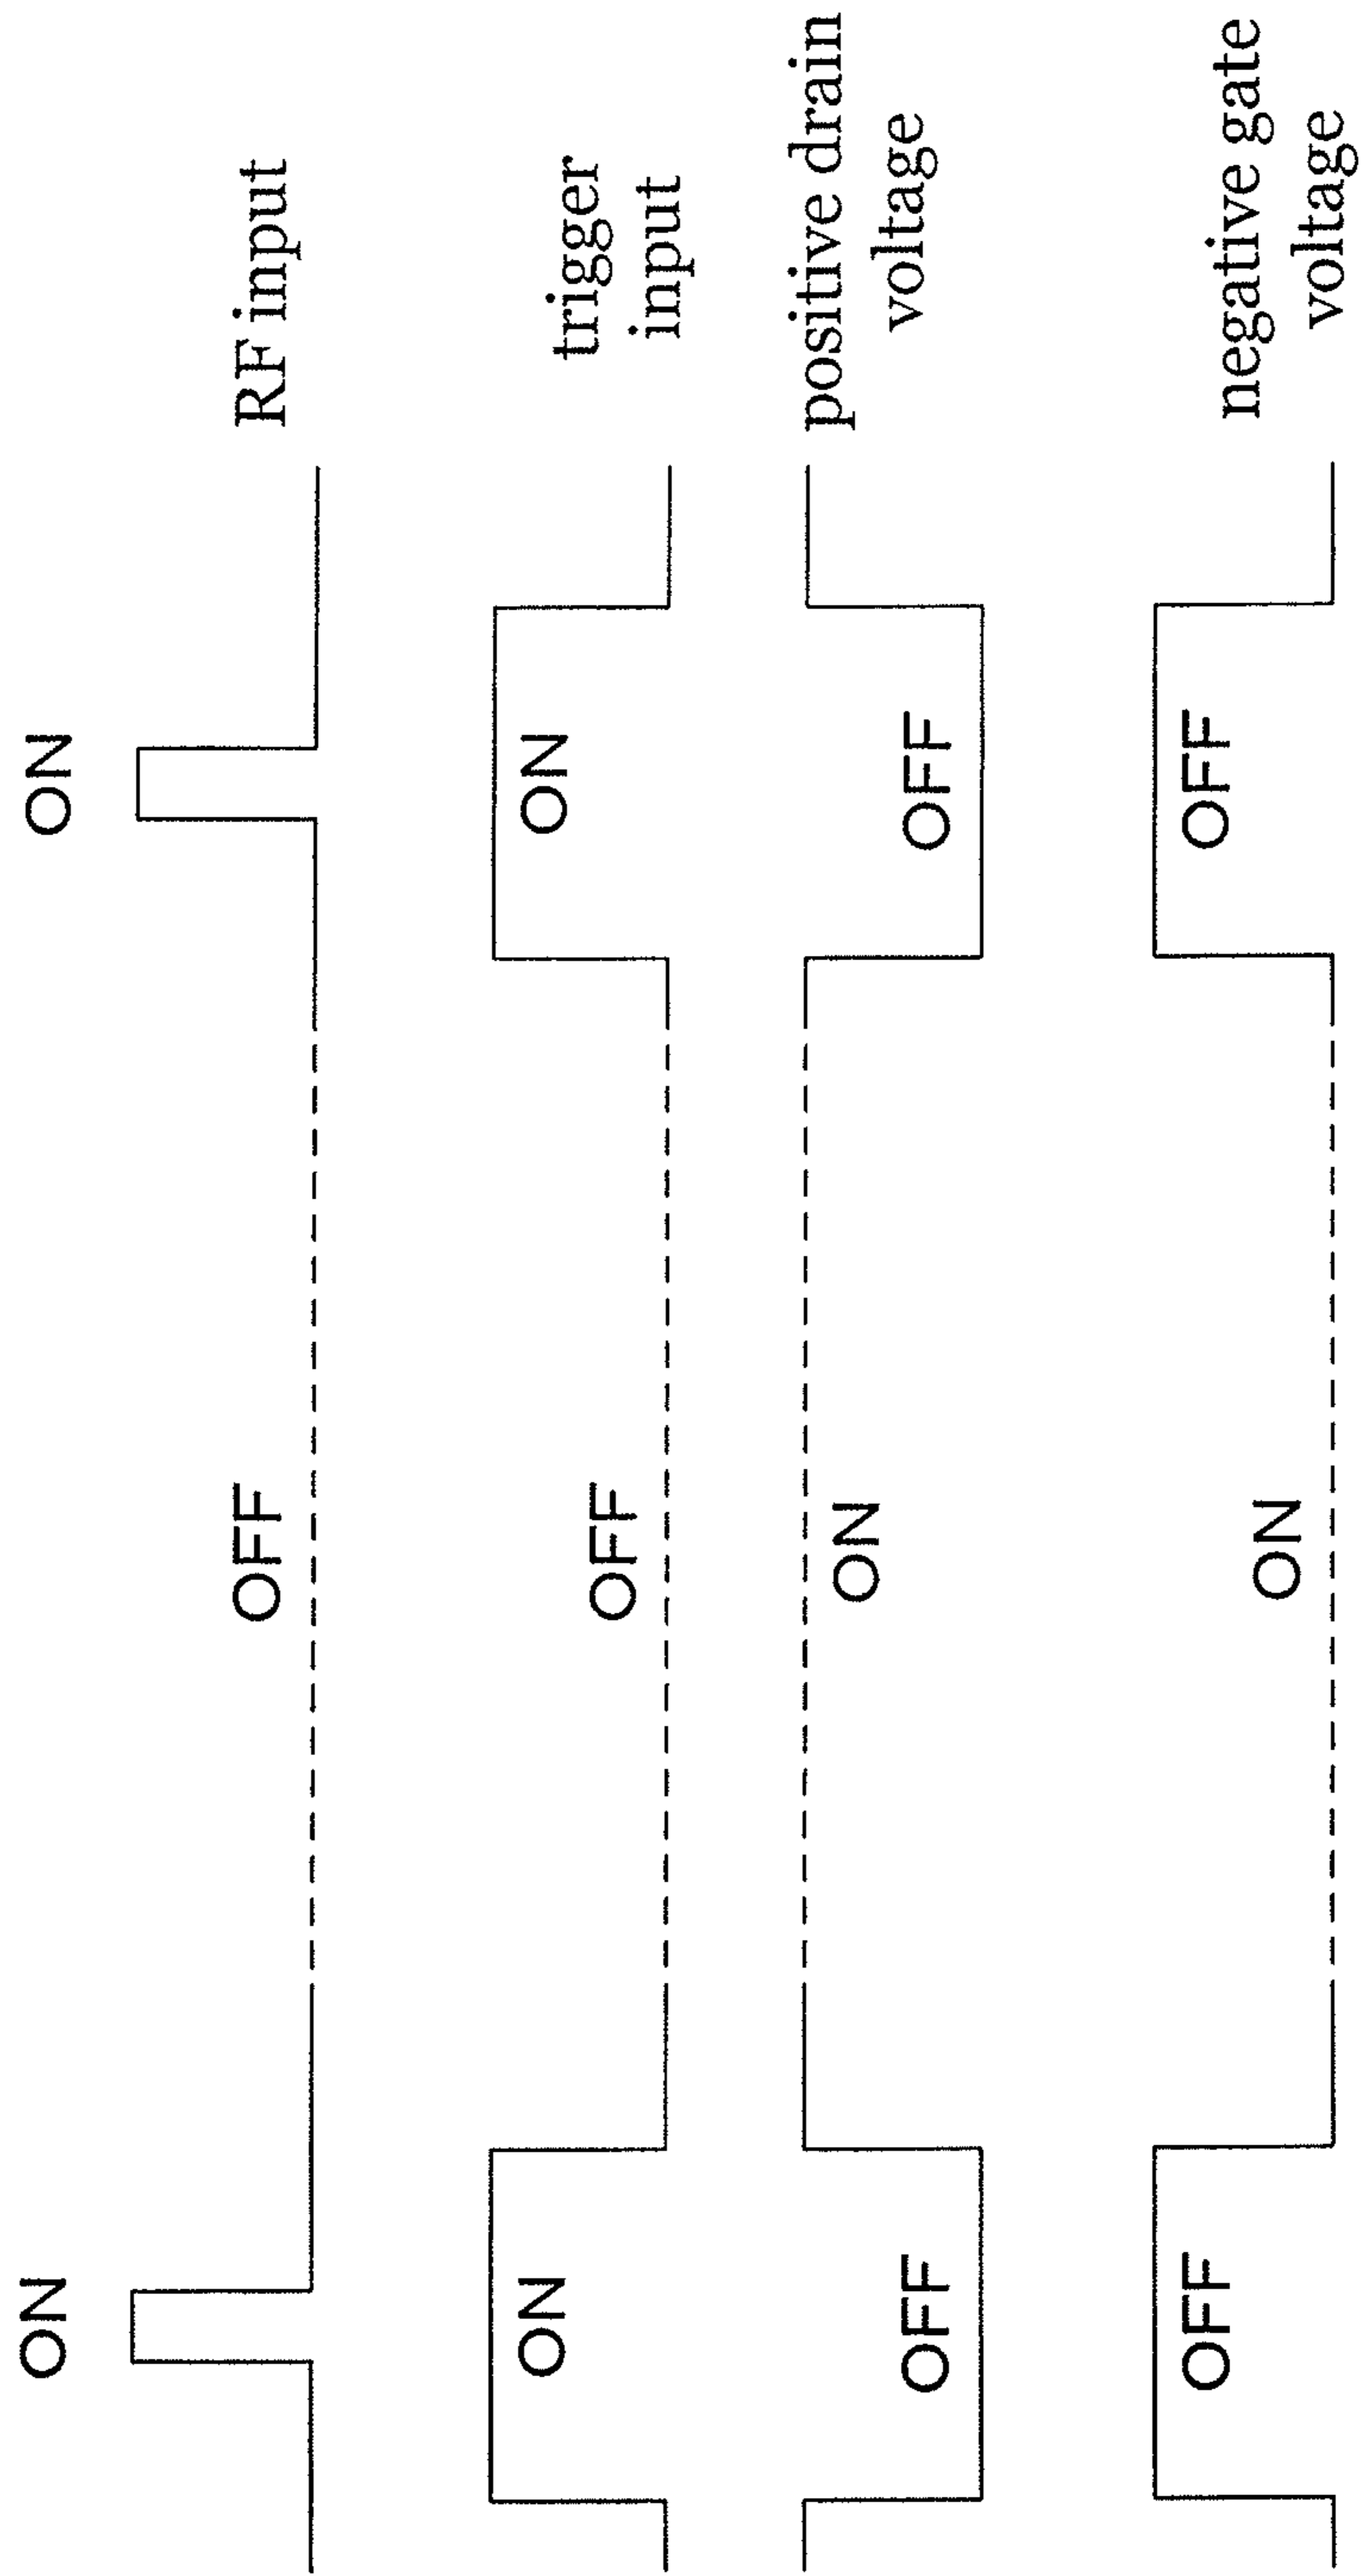 ON
ON
OFF
RF input
ON
ON
OFF
trigger
input
ON
positive drain
voltage
OFF
OFF
OFF
OFF
ON
negative gate
voltage